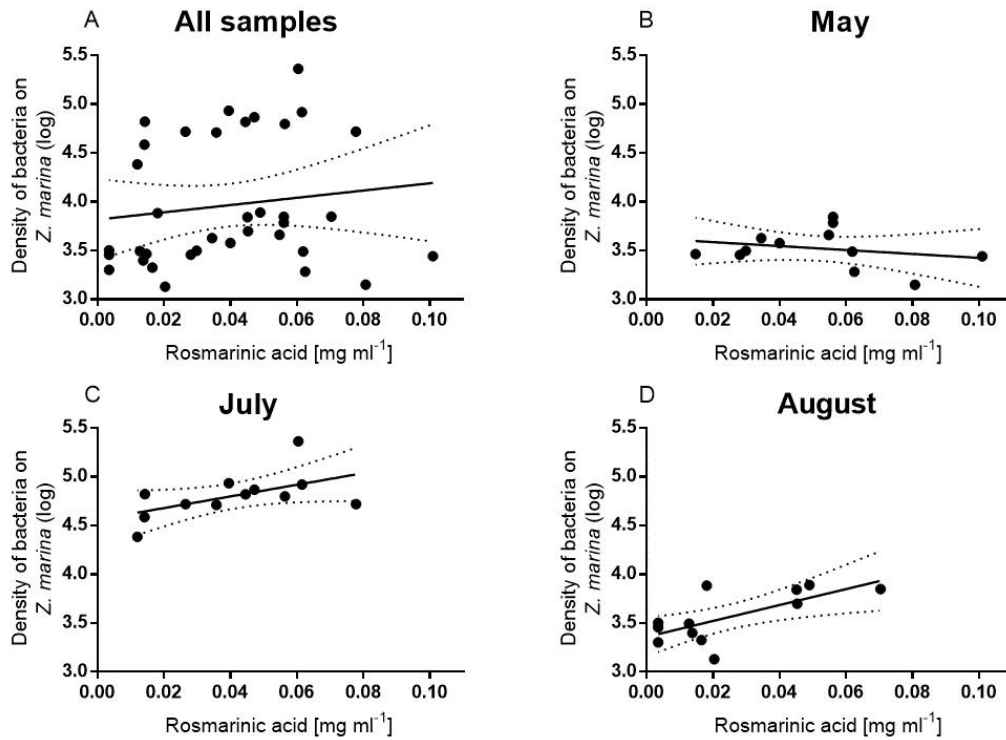 A
All samples
Density of bacteria on
Z. marina (log)
5.5
5.0
4.5
4.0
3.5
3.0
0.00 0.02 0.04 0.06 0.08 0.10
Rosmarinic acid [mg ml⁻¹]
B
May
Density of bacteria on
Z. marina (log)
5.5
5.0
4.5
4.0
3.5
3.0
0.00 0.02 0.04 0.06 0.08 0.10
Rosmarinic acid [mg ml⁻¹]
C
July
Density of bacteria on
Z. marina (log)
5.5
5.0
4.5
4.0
3.5
3.0
0.00 0.02 0.04 0.06 0.08 0.10
Rosmarinic acid [mg ml⁻¹]
D
August
Density of bacteria on
Z. marina (log)
5.5
5.0
4.5
4.0
3.5
3.0
0.00 0.02 0.04 0.06 0.08 0.10
Rosmarinic acid [mg ml⁻¹]